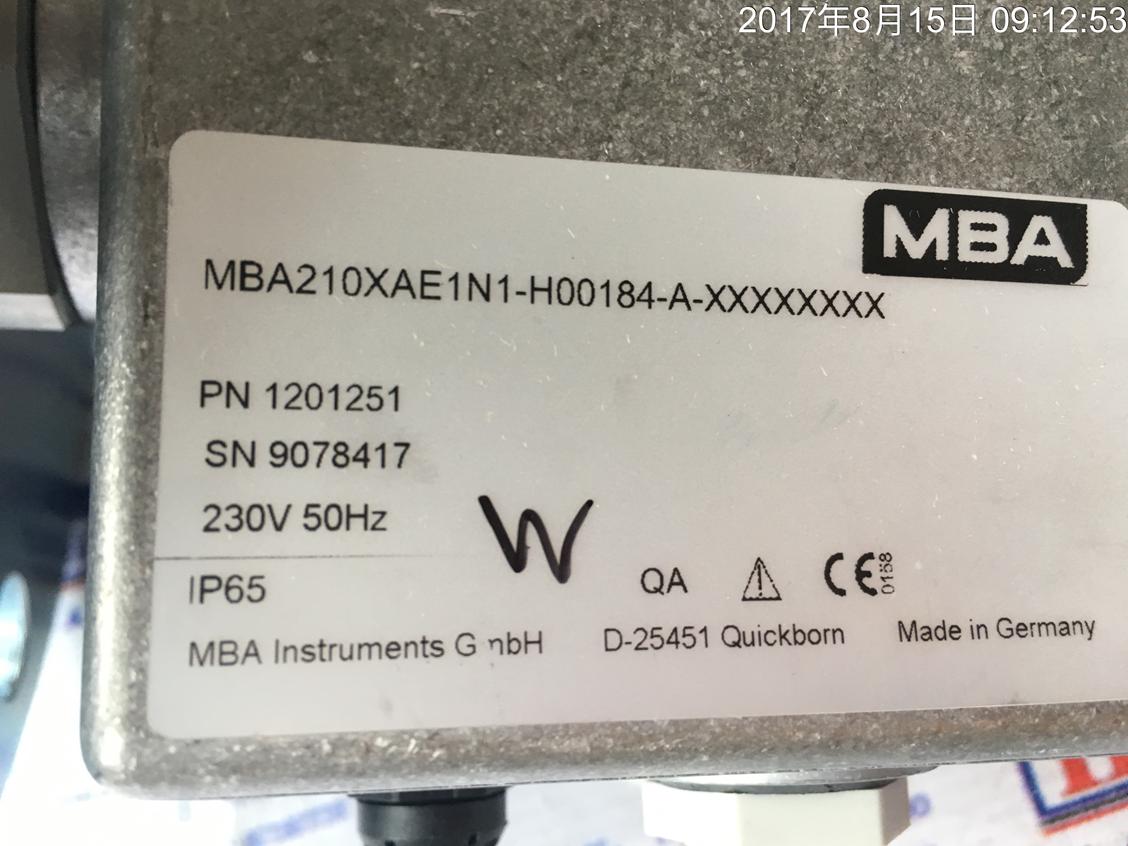 2017年8月15日 09:12:53
MBA
MBA210XAE1N1-H00184-A-XXXXXXXX
PN 1201251
SN 9078417
230V 50Hz
W
IP65
QA CE 0158
MBA Instruments GmbH D-25451 Quickborn Made in Germany